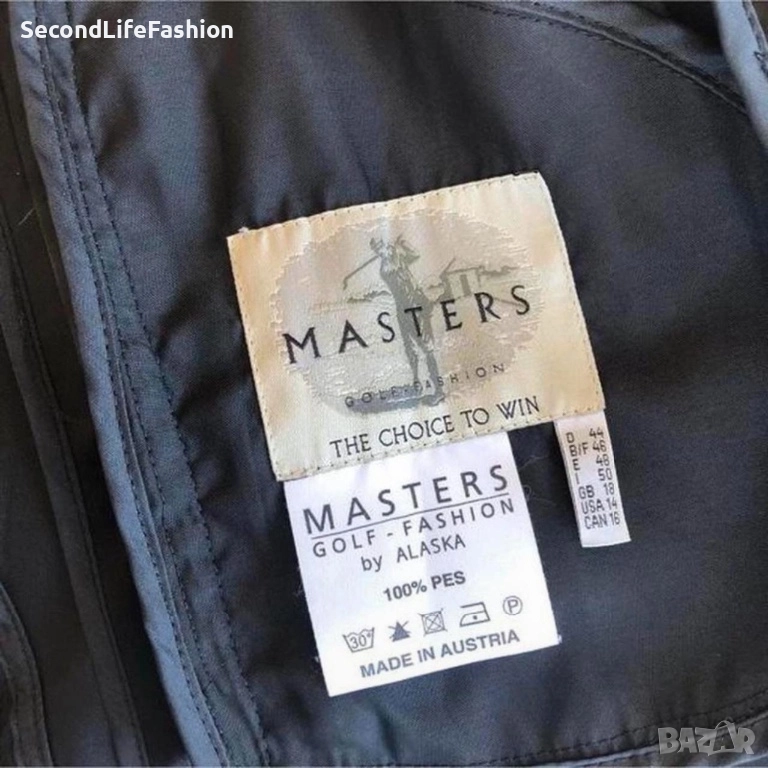 SecondLifeFashion
MASTERS
GOLF-FASHION
THE CHOICE TO WIN
D 44
B/F 46
E 48
I 50
GB 18
USA 14
CAN 16
MASTERS
GOLF - FASHION
by ALASKA
100% PES
30°
P
MADE IN AUSTRIA
BAZAR